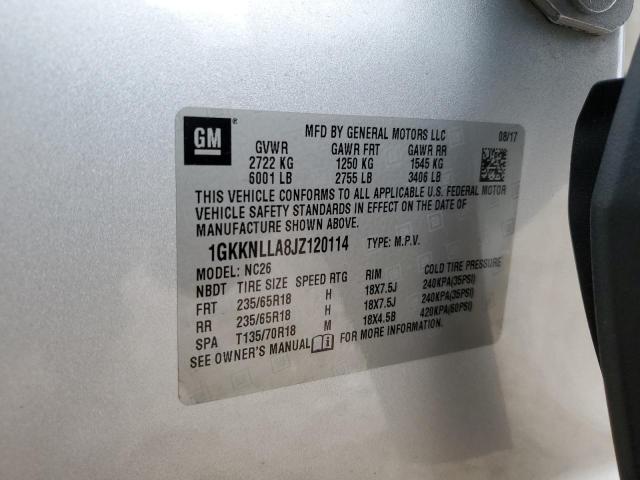 GM
MFD BY GENERAL MOTORS LLC 08/17
GVWR GAWR FRT GAWR RR
2722 KG 1250 KG 1545 KG
6001 LB 2755 LB 3406 LB
THIS VEHICLE CONFORMS TO ALL APPLICABLE U.S. FEDERAL MOTOR
VEHICLE SAFETY STANDARDS IN EFFECT ON THE DATE OF
MANUFACTURE SHOWN ABOVE.
1GKKNLLA8JZ120114 TYPE: M.P.V.
MODEL: NC26
NBDT TIRE SIZE SPEED RTG RIM COLD TIRE PRESSURE
FRT 235/65R18 H 18X7.5J 240KPA(35PSI)
RR 235/65R18 H 18X7.5J 240KPA(35PSI)
SPA T135/70R18 M 18X4.5B 420KPA(60PSI)
SEE OWNER'S MANUAL FOR MORE INFORMATION.